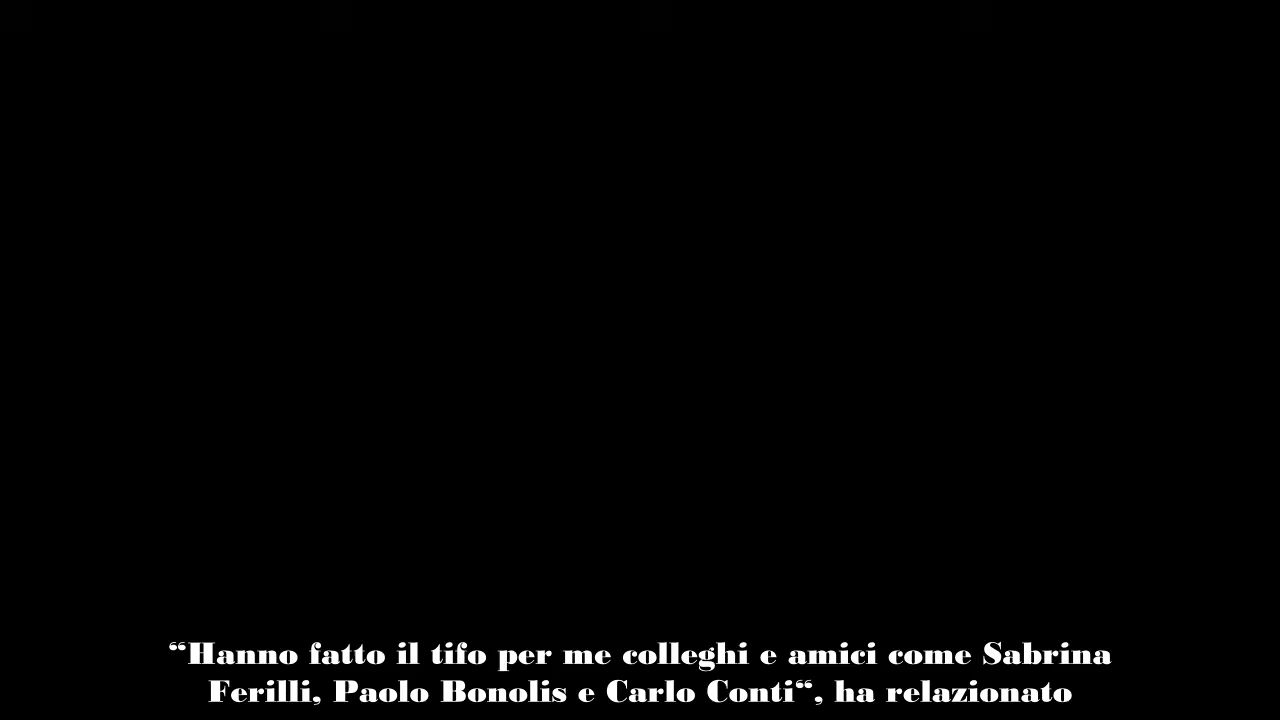 “Hanno fatto il tifo per me colleghi e amici come Sabrina
Ferilli, Paolo Bonolis e Carlo Conti“, ha relazionato